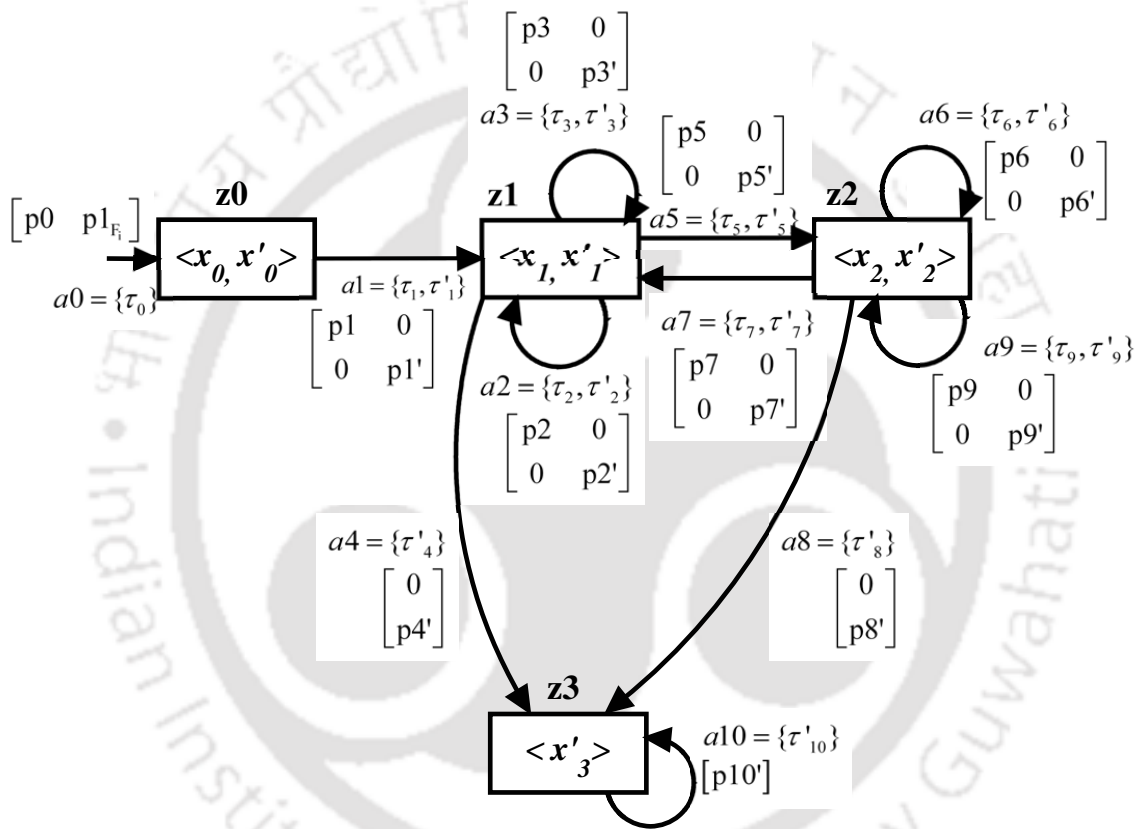 [p3 0
0 p3']
a3 = {τ₃, τ'₃}
[p5 0
0 p5']
a5 = {τ₅, τ'₅}
a6 = {τ₆, τ'₆}
[p6 0
0 p6']
[p0 p1_{F_i}]
a0 = {τ₀}
z0
<x₀, x'₀>
a1 = {τ₁, τ'₁}
[p1 0
0 p1']
z1
<x₁, x'₁>
z2
<x₂, x'₂>
a2 = {τ₂, τ'₂}
[p2 0
0 p2']
a7 = {τ₇, τ'₇}
[p7 0
0 p7']
a9 = {τ₉, τ'₉}
[p9 0
0 p9']
a4 = {τ'₄}
[0
p4']
a8 = {τ'₈}
[0
p8']
z3
<x'₃>
a10 = {τ'₁₀}
[p10']